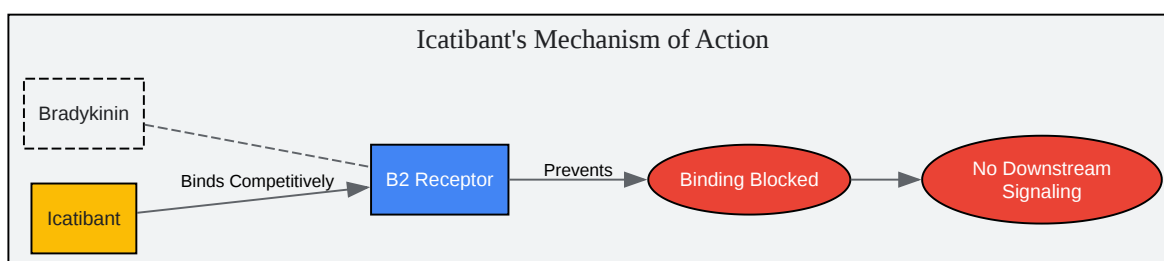 Icatibant's Mechanism of Action
Bradykinin
Binds Competitively
Icatibant
B2 Receptor
Prevents
Binding Blocked
No Downstream
Signaling